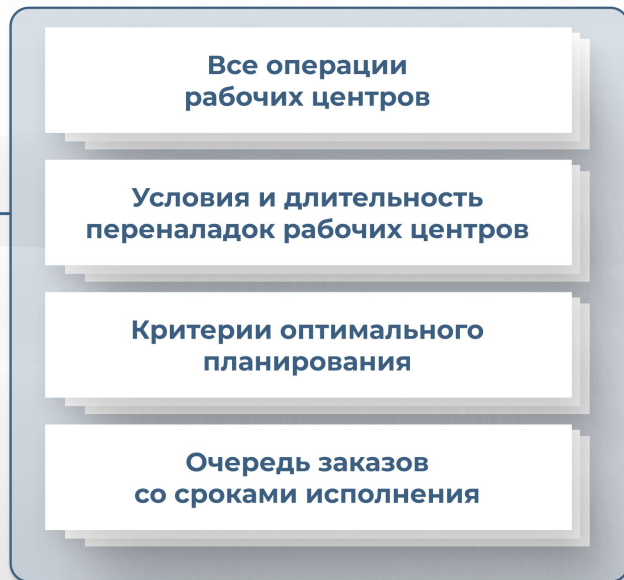 Все операции
рабочих центров
Условия и длительность
переналадок рабочих центров
Критерии оптимального
планирования
Очередь заказов
со сроками исполнения